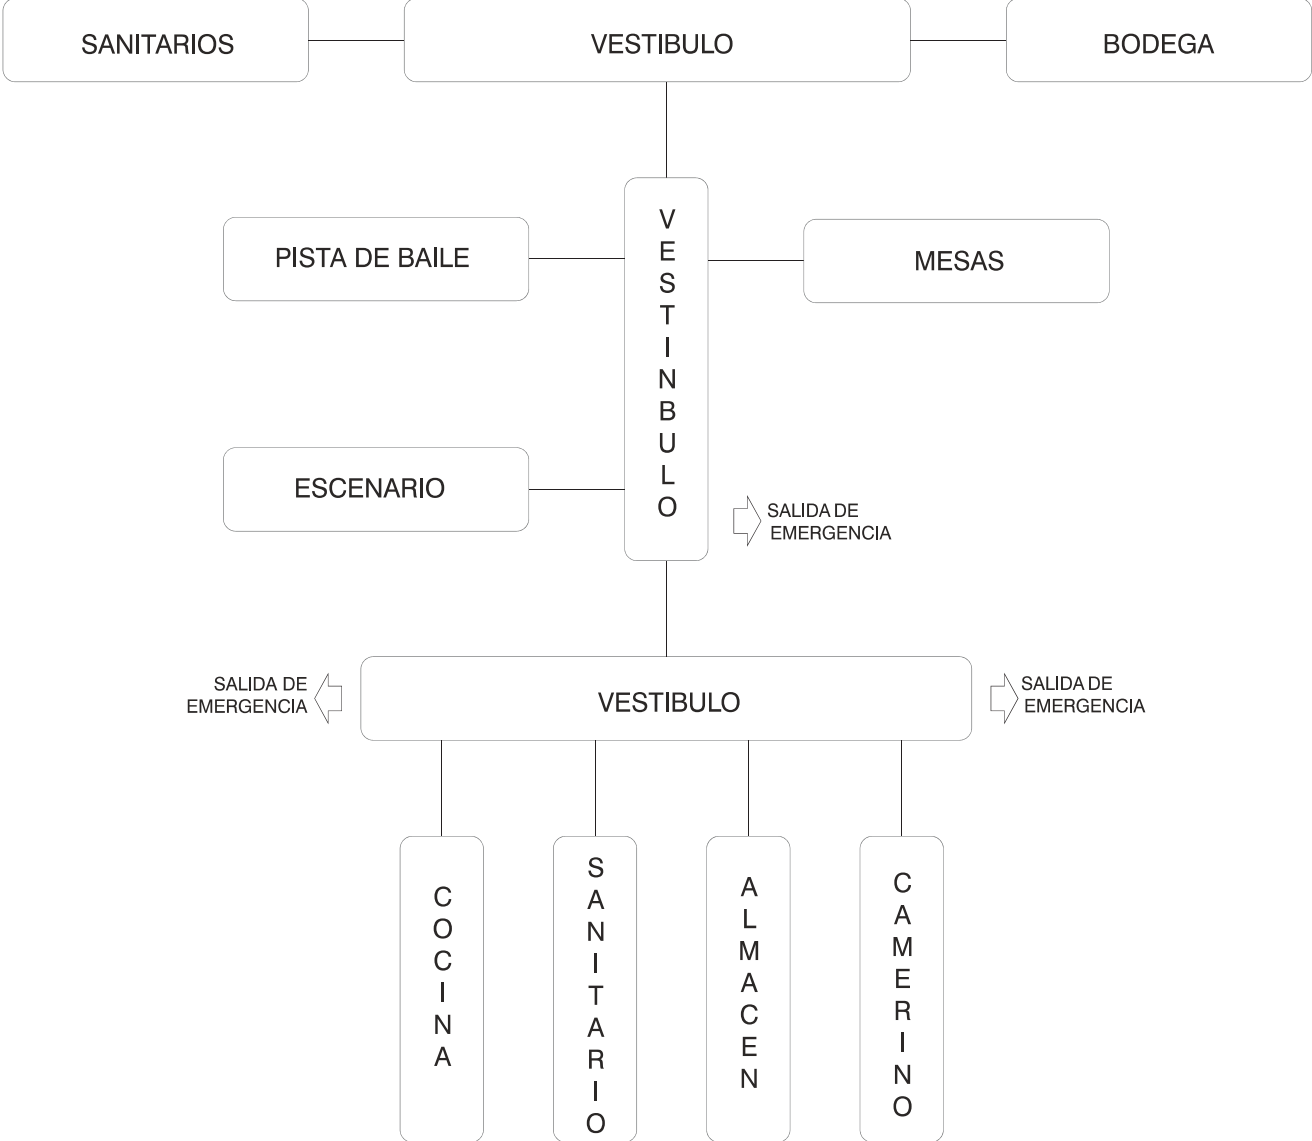 SANITARIOS
VESTIBULO
BODEGA
VESTINBULO
PISTA DE BAILE
MESAS
ESCENARIO
SALIDA DE
EMERGENCIA
SALIDA DE
EMERGENCIA
VESTIBULO
SALIDA DE
EMERGENCIA
COCINA
SANITARIO
ALMACEN
CAMERINO